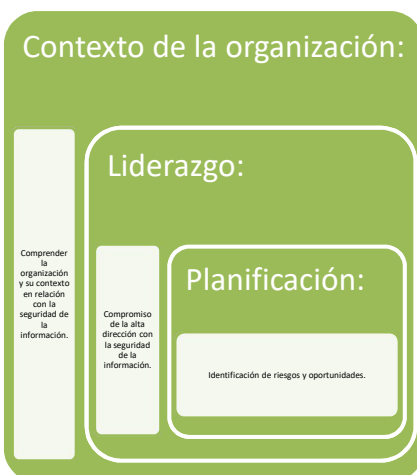 Contexto de la organización:
Comprender
la
organización
y su contexto
en relación
con la
seguridad de
la
información.
Liderazgo:
Compromiso
de la alta
dirección con
la seguridad
de la
información.
Planificación:
Identificación de riesgos y oportunidades.